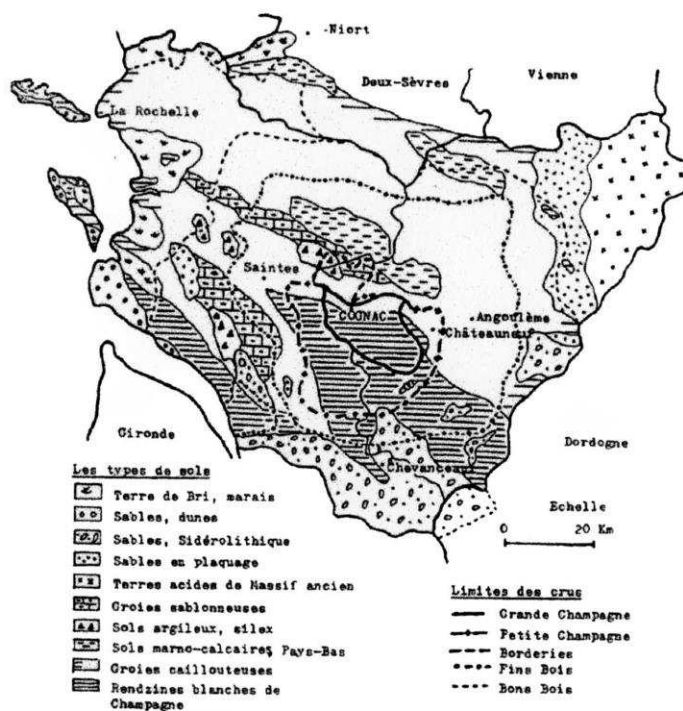 Niort
Deux-Sèvres
Vienne
La Rochelle
Saintes
COGNAC
Angoulême
Châteauneuf
Gironde
Dordogne
Chevanceaux
Les types de sols
Terre de Bri, marais
Sables, dunes
Sables, Sidérolithique
Sables en plaquage
Terres acides de Massif ancien
Groies sablonneuses
Sols argileux, silex
Sols marno-calcaires Pays-Bas
Groies caillouteuses
Rendzines blanches de
Champagne
Echelle
0 20 Km
Limites des crus
Grande Champagne
Petite Champagne
Borderies
Fins Bois
Bons Bois